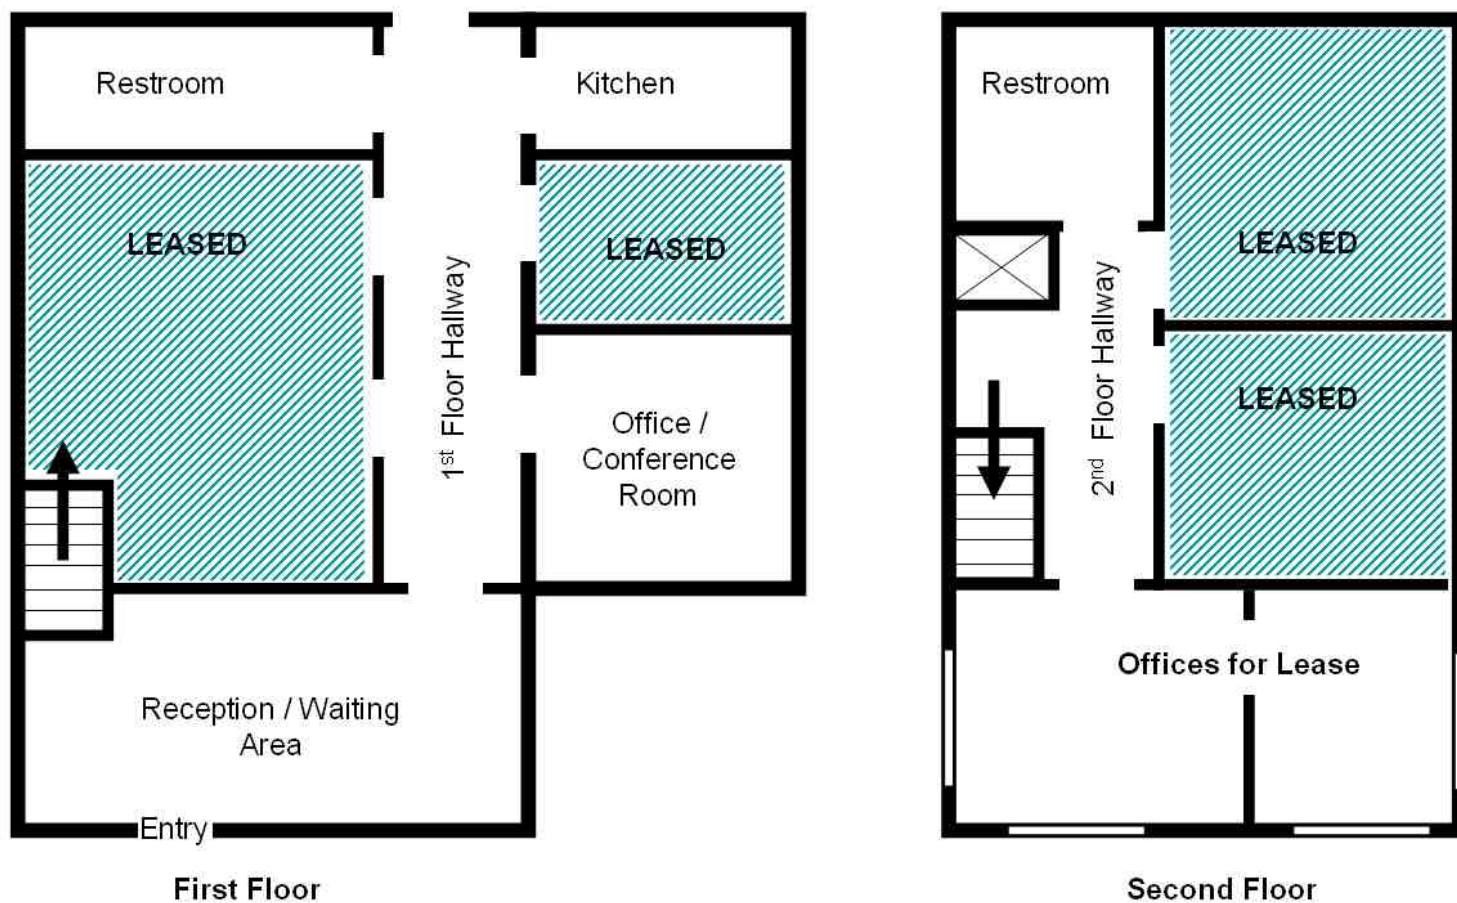 Restroom
Kitchen
LEASED
LEASED
1st Floor Hallway
Office /
Conference
Room
Reception / Waiting
Area
Entry
First Floor
Restroom
LEASED
2nd Floor Hallway
LEASED
Offices for Lease
Second Floor